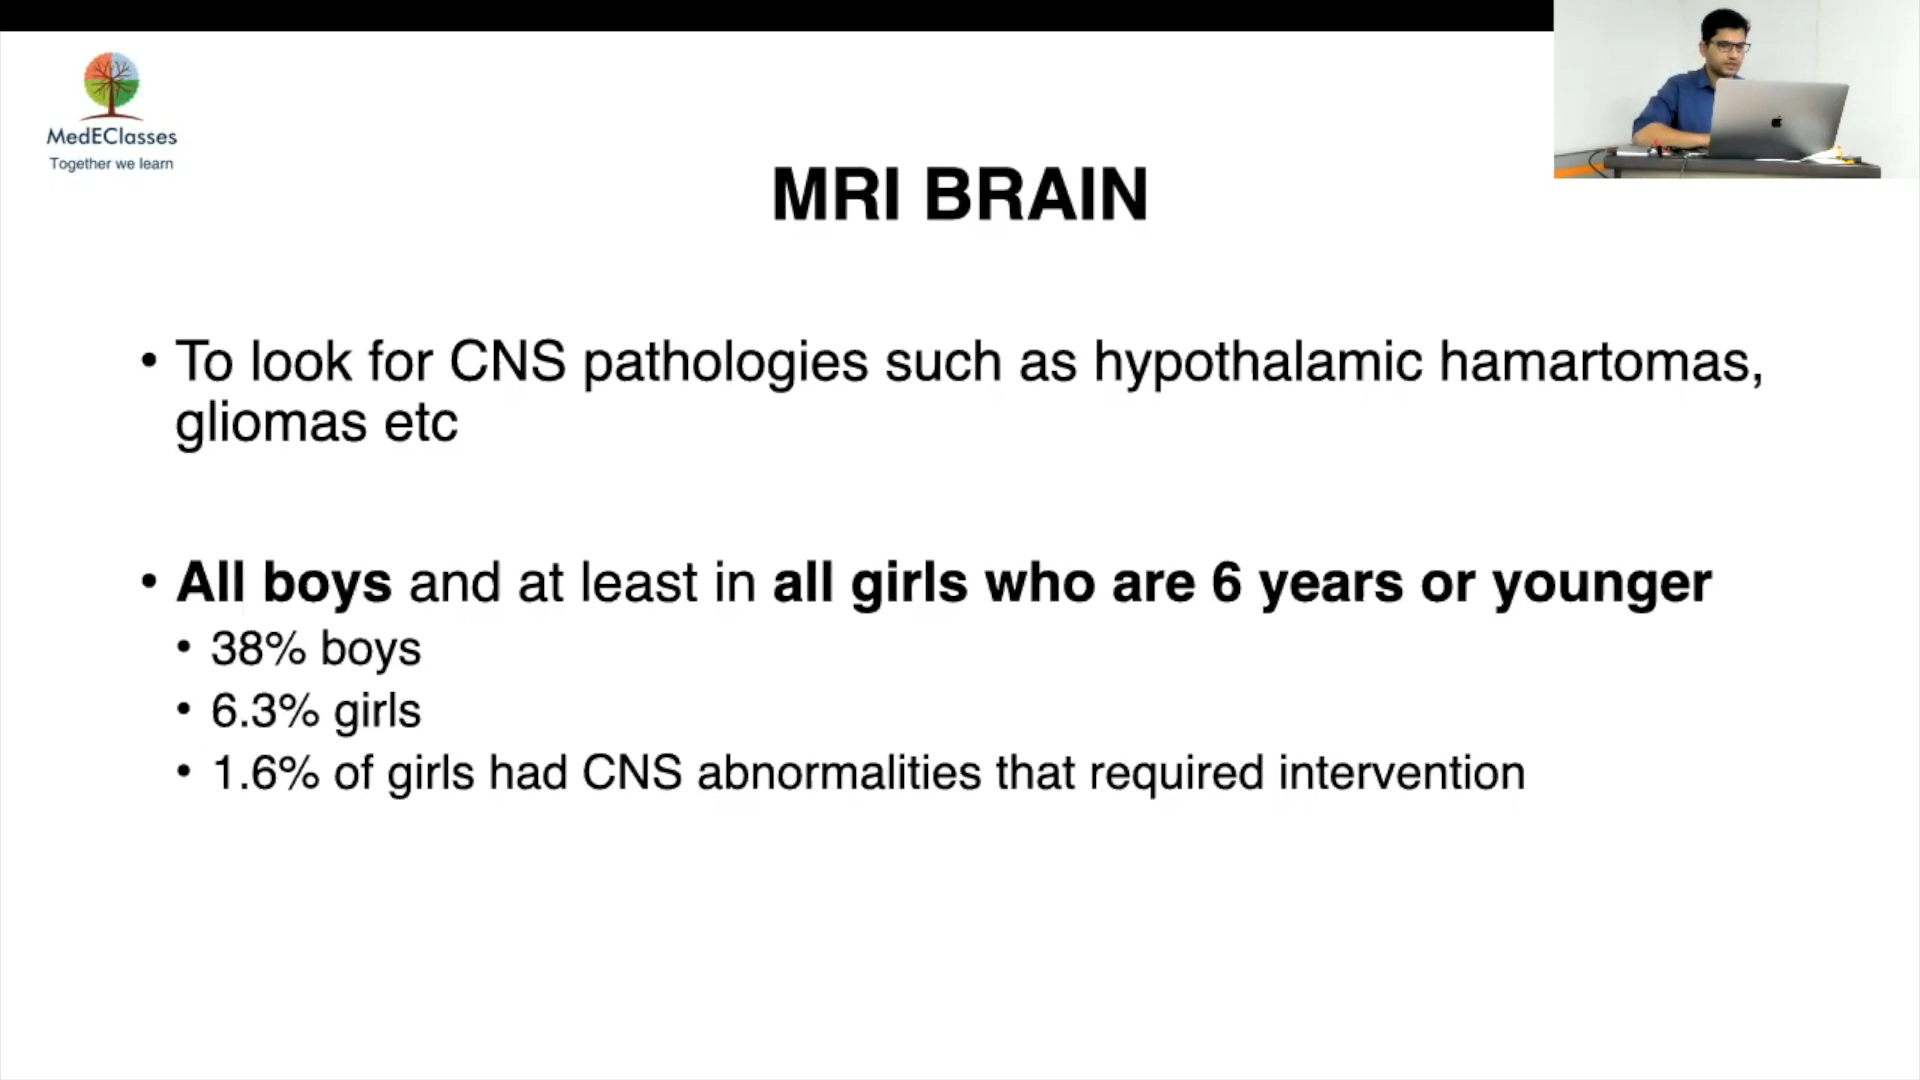 MedEClasses
Together we learn
MRI BRAIN
• To look for CNS pathologies such as hypothalamic hamartomas,
gliomas etc
• All boys and at least in all girls who are 6 years or younger
• 38% boys
• 6.3% girls
• 1.6% of girls had CNS abnormalities that required intervention